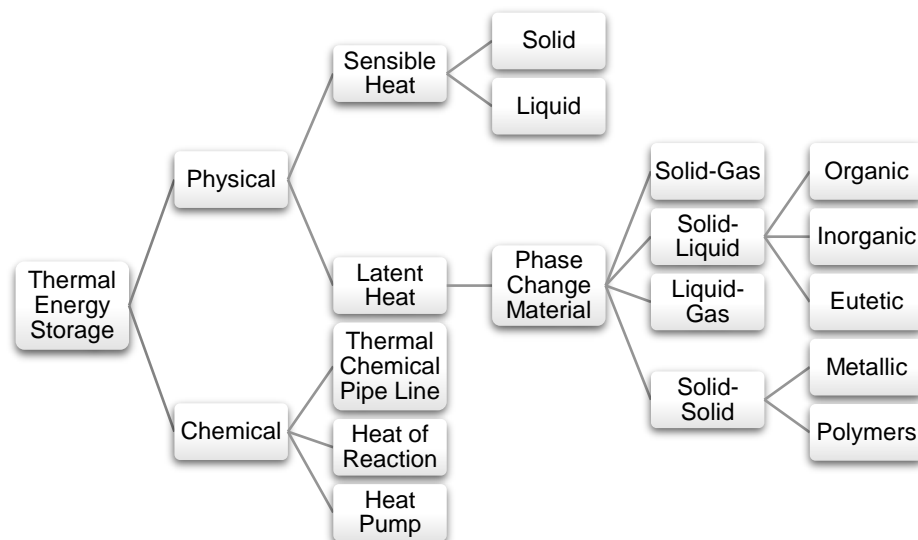 Thermal
Energy
Storage
Physical
Chemical
Sensible
Heat
Latent
Heat
Thermal
Chemical
Pipe Line
Heat of
Reaction
Heat
Pump
Solid
Liquid
Phase
Change
Material
Solid-Gas
Solid-
Liquid
Liquid-
Gas
Solid-
Solid
Organic
Inorganic
Eutetic
Metallic
Polymers